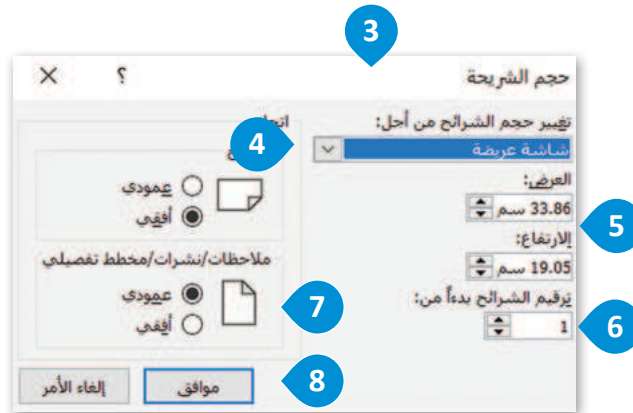 3
حجم الشريحة
؟
×
تغيير حجم الشرائح من أجل:
4
شاشة عريضة
العرض:
33.86 سم
5
الارتفاع:
19.05 سم
ترقيم الشرائح بدءاً من:
1
6
عمودي
أفقي
ملاحظات/نشرات/مخطط تفصيلي
عمودي
7
أفقي
8
موافق
إلغاء الأمر